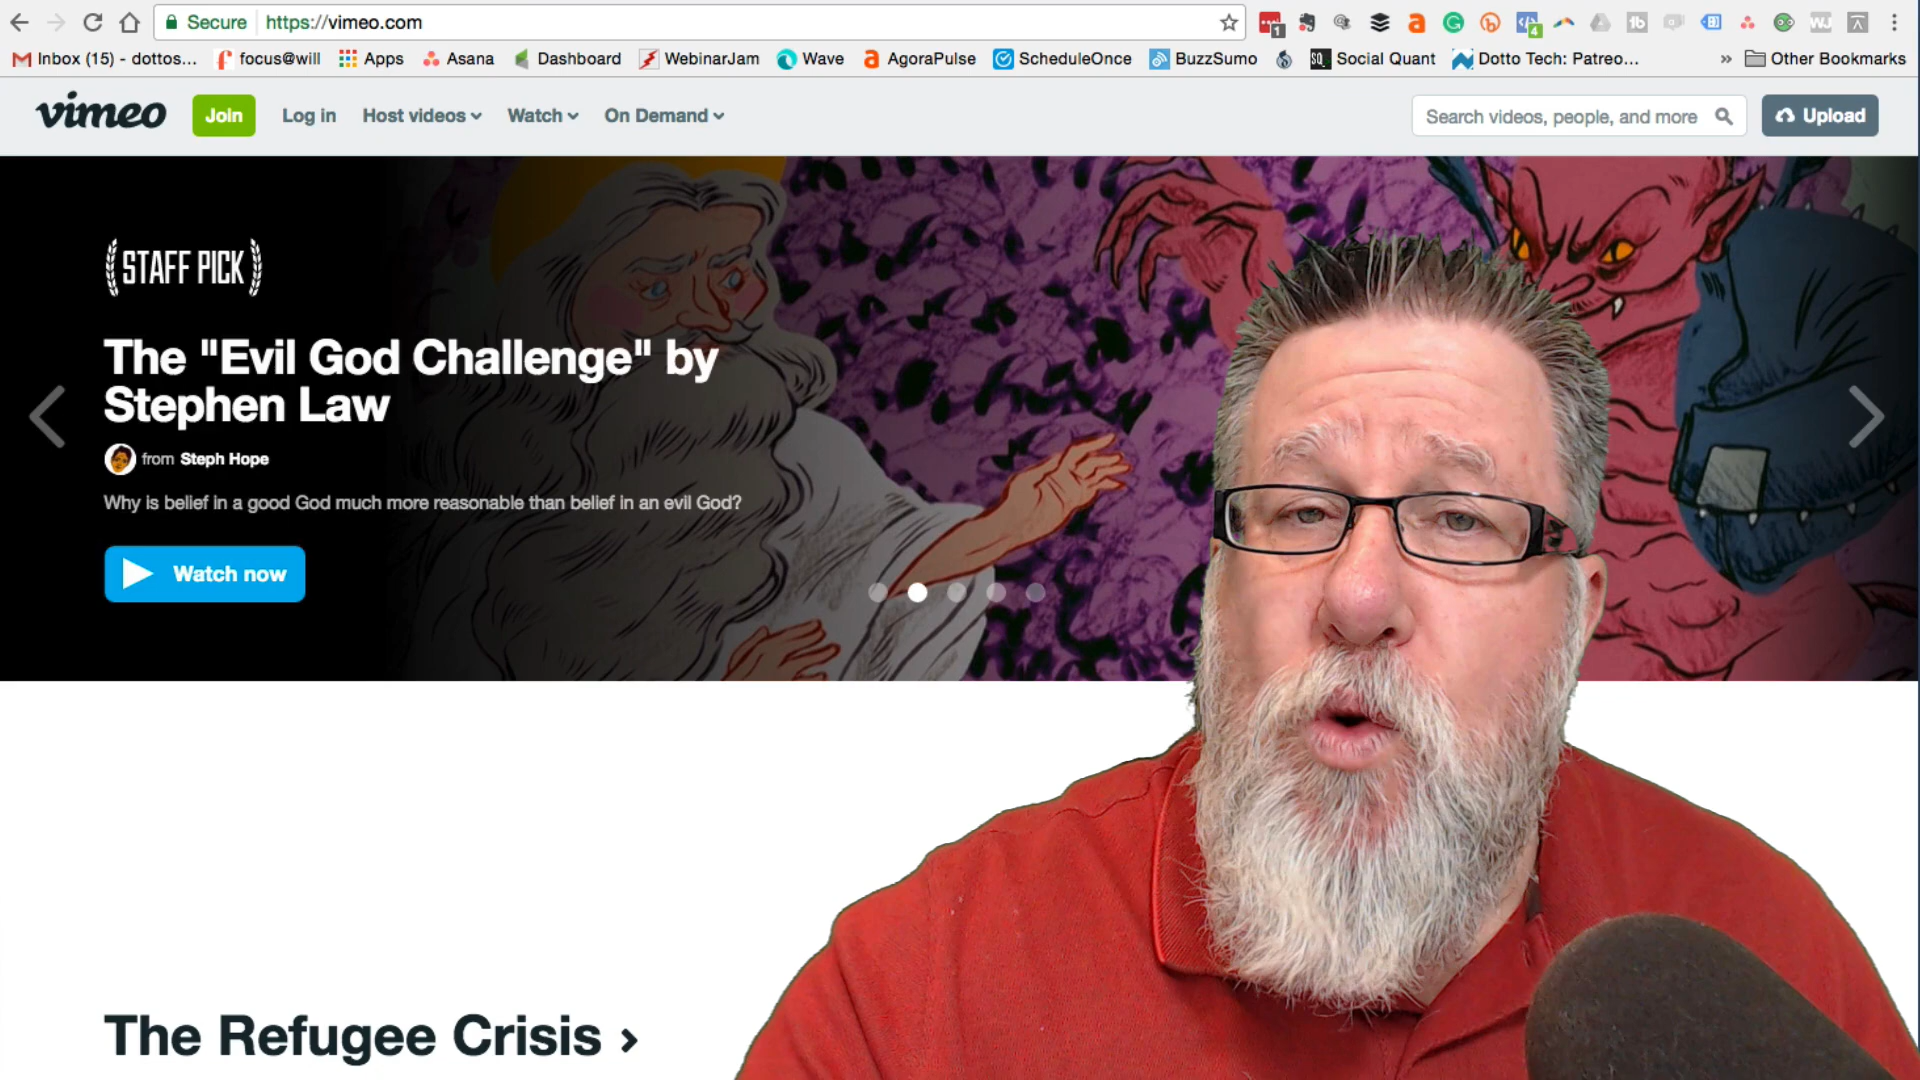 Secure https://vimeo.com
1
4
Inbox (15) - dottos... focus@will Apps Asana Dashboard WebinarJam Wave AgoraPulse ScheduleOnce BuzzSumo SQ Social Quant Dotto Tech: Patreo... » Other Bookmarks
vimeo Join Log in Host videos Watch On Demand Search videos, people, and more Upload
STAFF PICK
The "Evil God Challenge" by
Stephen Law
from Steph Hope
Why is belief in a good God much more reasonable than belief in an evil God?
Watch now
The Refugee Crisis